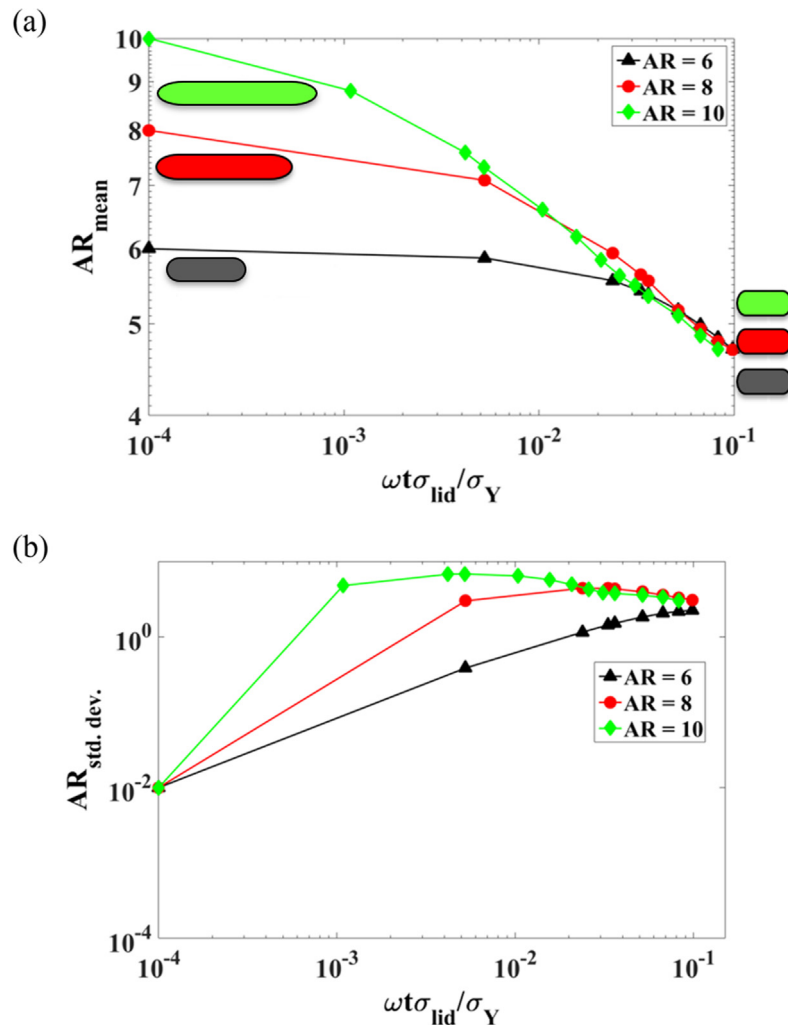 (a)
10
9
8
7
6
5
4
AR = 6
AR = 8
AR = 10
AR_mean
10^-4
10^-3
10^-2
10^-1
ωtσ_lid/σ_Y
(b)
10^0
10^-2
10^-4
AR = 6
AR = 8
AR = 10
AR_std. dev.
10^-4
10^-3
10^-2
10^-1
ωtσ_lid/σ_Y